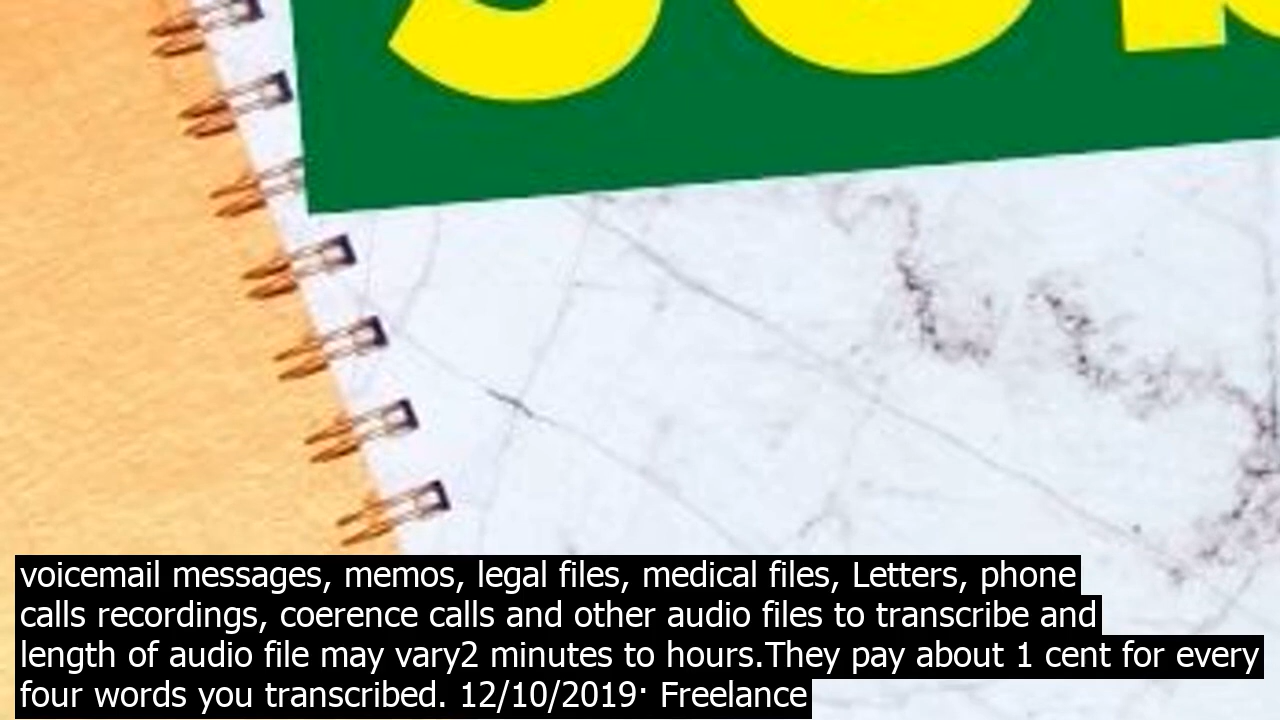 voicemail messages, memos, legal files, medical files, Letters, phone
calls recordings, coerence calls and other audio files to transcribe and
length of audio file may vary2 minutes to hours.They pay about 1 cent for every
four words you transcribed. 12/10/2019· Freelance